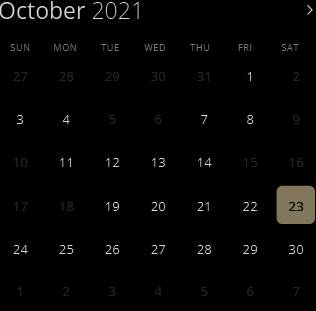 October 2021
SUN MON TUE WED THU FRI SAT
27 28 29 30 31 1 2
3 4 5 6 7 8 9
10 11 12 13 14 15 16
17 18 19 20 21 22 23
24 25 26 27 28 29 30
1 2 3 4 5 6 7